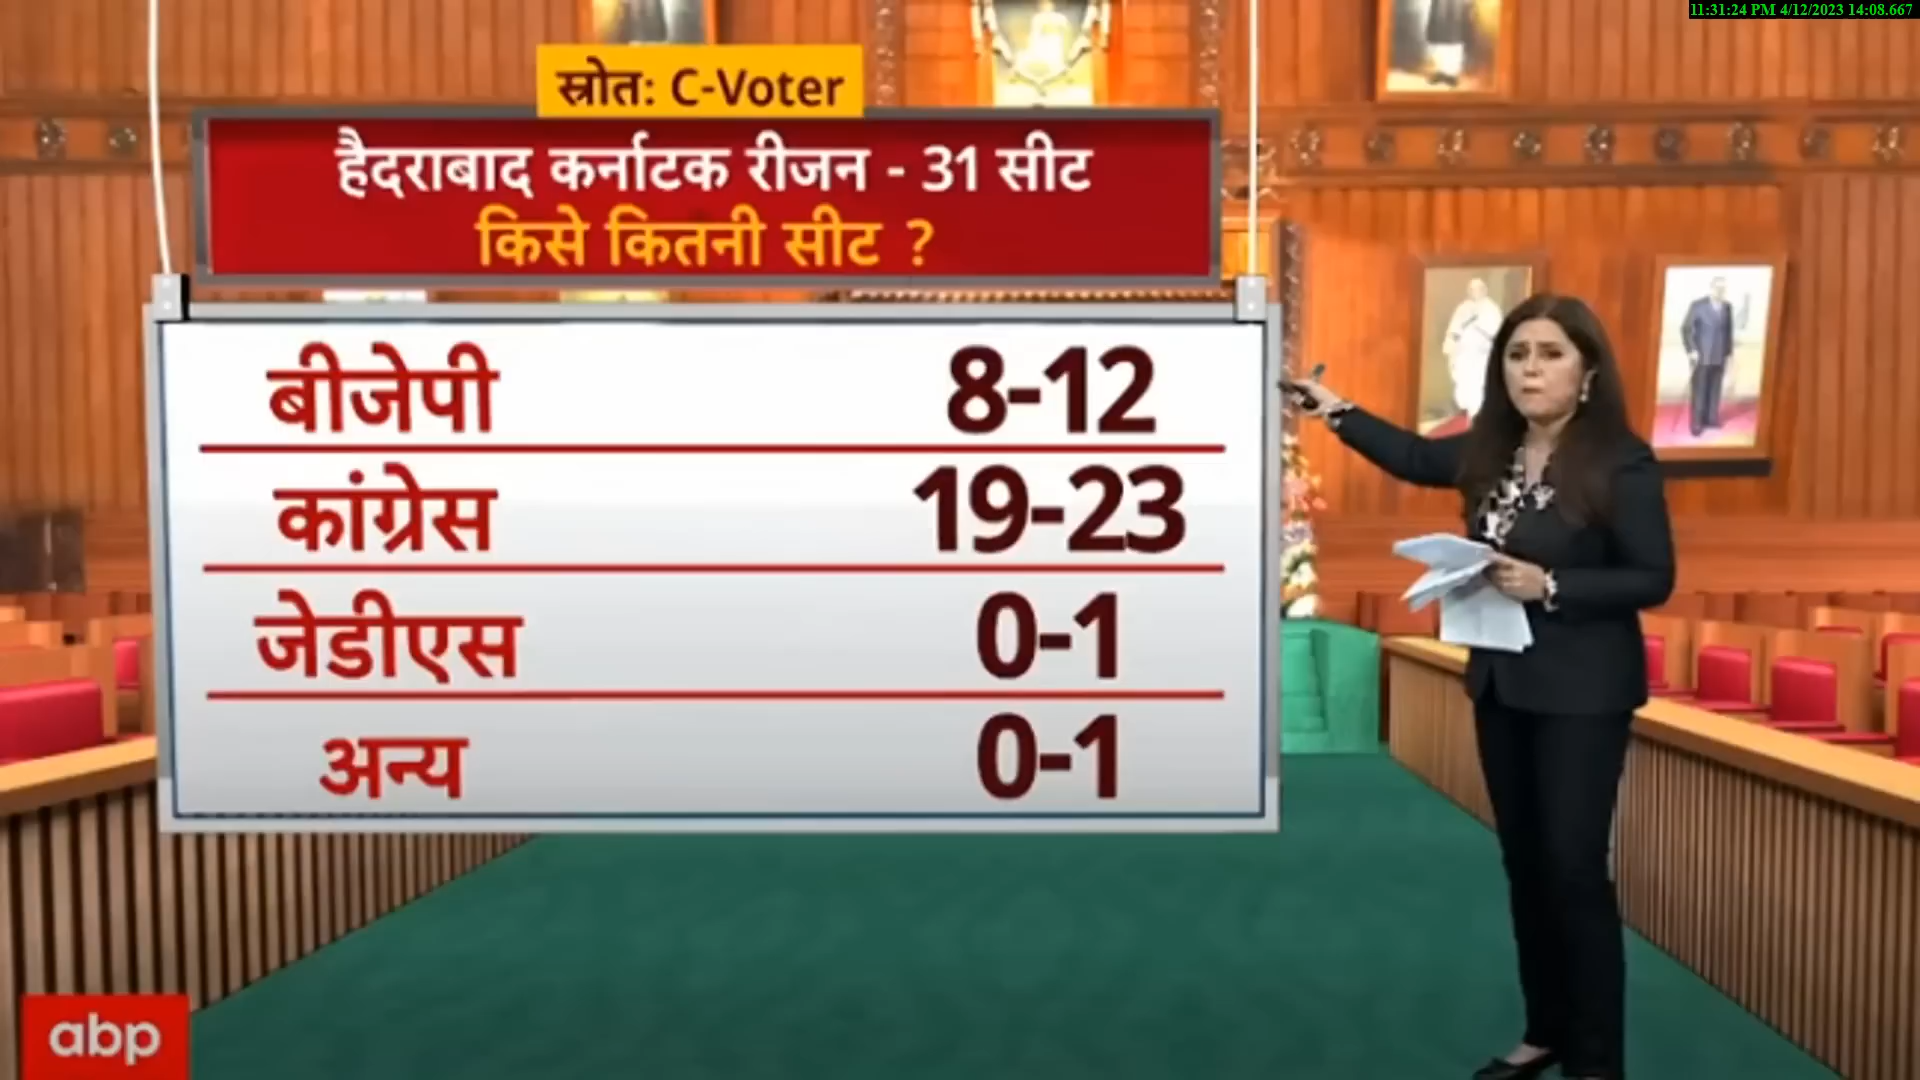 11:31:24 PM 4/12/2023 14:08.667
स्रोत: C-Voter
हैदराबाद कर्नाटक रीजन - 31 सीट
किसे कितनी सीट ?
बीजेपी 8-12
कांग्रेस 19-23
जेडीएस 0-1
अन्य 0-1
abp